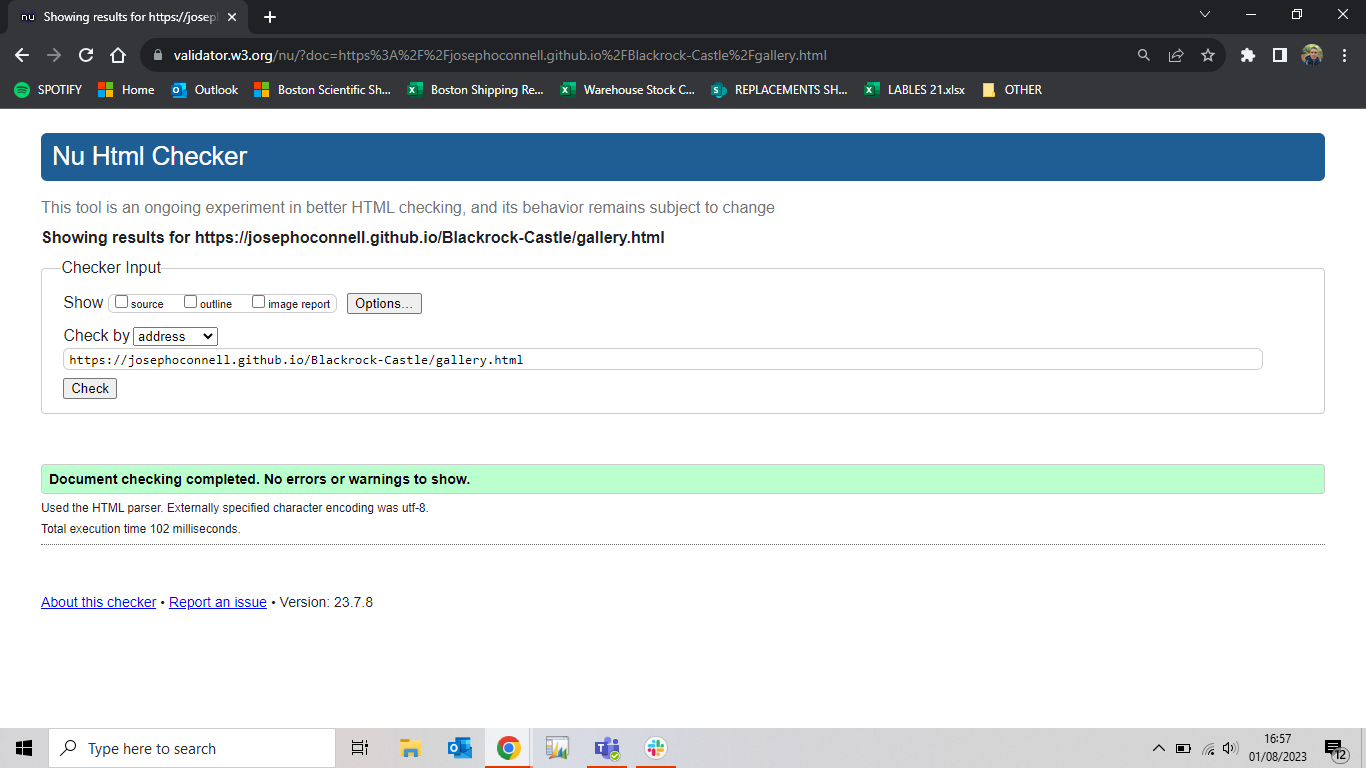 nu Showing results for https://josep
validator.w3.org/nu/?doc=https%3A%2F%2Fjosephoconnell.github.io%2FBlackrock-Castle%2Fgallery.html
SPOTIFY Home Outlook Boston Scientific Sh... Boston Shipping Re... Warehouse Stock C... REPLACEMENTS SH... LABLES 21.xlsx OTHER
Nu Html Checker
This tool is an ongoing experiment in better HTML checking, and its behavior remains subject to change
Showing results for https://josephoconnell.github.io/Blackrock-Castle/gallery.html
Checker Input
Show source outline image report Options...
Check by address
https://josephoconnell.github.io/Blackrock-Castle/gallery.html
Check
Document checking completed. No errors or warnings to show.
Used the HTML parser. Externally specified character encoding was utf-8.
Total execution time 102 milliseconds.
About this checker • Report an issue • Version: 23.7.8
Type here to search
16:57
01/08/2023
12